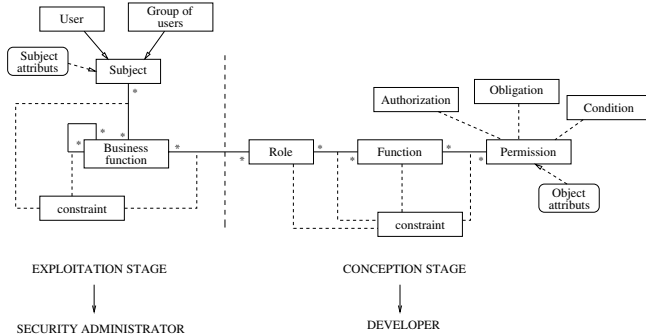 User
Group of
users
Subject
attributs
Subject
*
*
*
*
Business
function
*
*
Role
*
*
Function
*
*
Permission
Authorization
Obligation
Condition
Object
attributs
constraint
constraint
EXPLOITATION STAGE
CONCEPTION STAGE
SECURITY ADMINISTRATOR
DEVELOPER